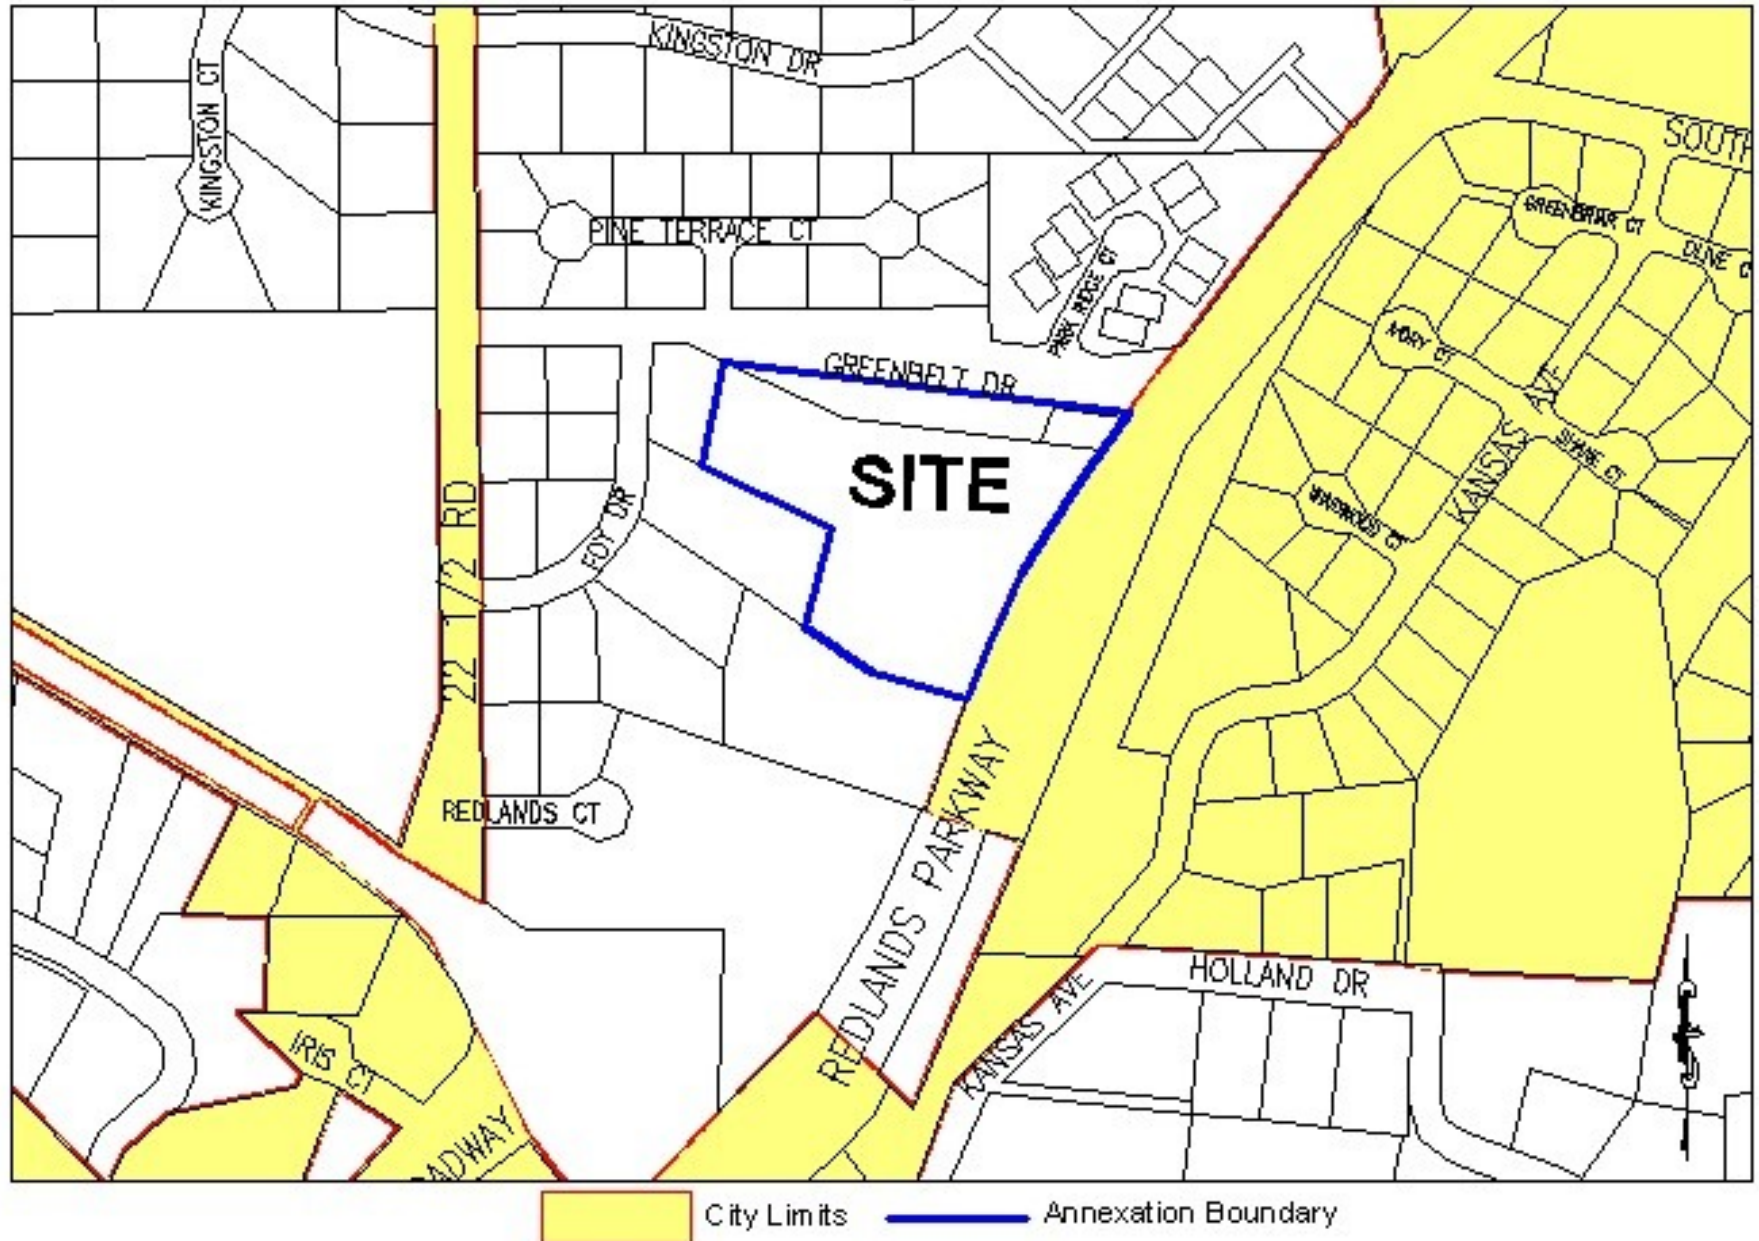 KINGSTON DR
KINGSTON CT
SOUTH
GREENBRIAR CT
PINE TERRACE CT
OLIVE C
PARK RIDGE CT
IVORY CT
GREENBELT DR
KANSAS AVE
SITE
22 1/2 RD
FOY DR
REDLANDS CT
REDLANDS PARKWAY
HOLLAND DR
KANSAS AVE
IRIS CT
ADWAY
City Limits
Annexation Boundary